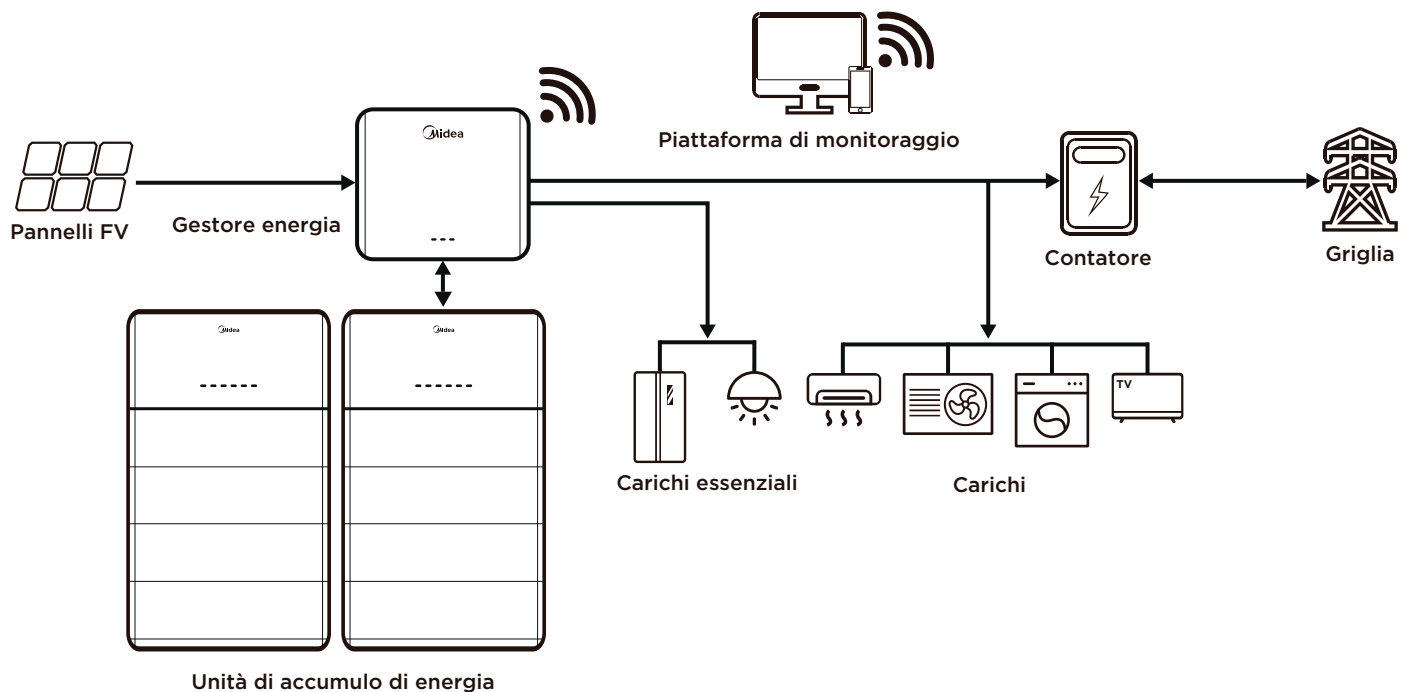 Midea
Piattaforma di monitoraggio
Pannelli FV
Gestore energia
Contatore
Griglia
Midea
Midea
TV
Carichi essenziali
Carichi
Unità di accumulo di energia